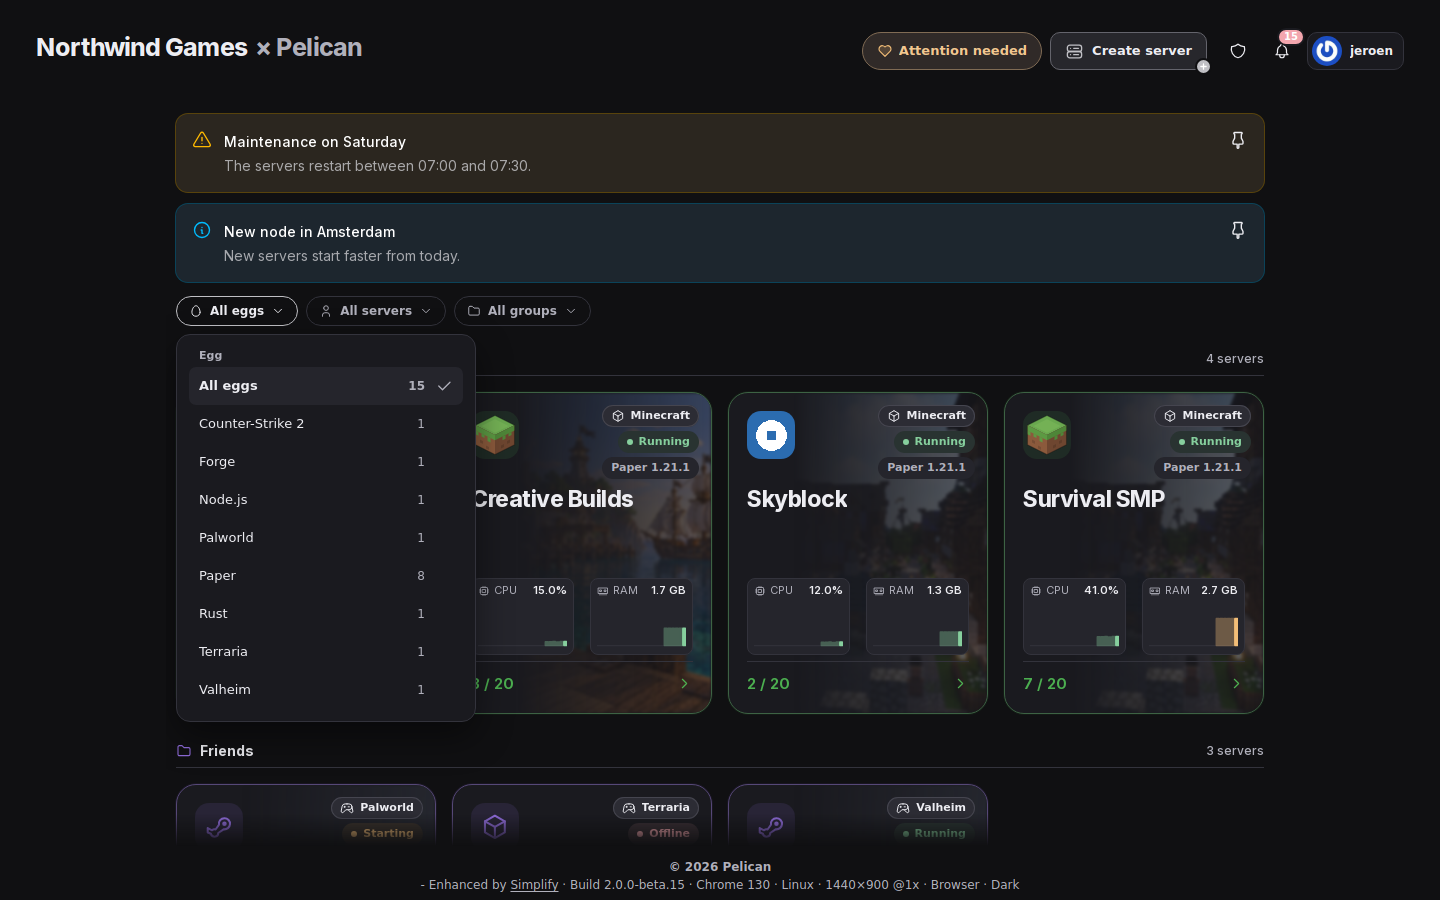 Northwind Games × Pelican
Attention needed
Create server
15
jeroen
Maintenance on Saturday
The servers restart between 07:00 and 07:30.
New node in Amsterdam
New servers start faster from today.
All eggs
All servers
All groups
4 servers
Egg
All eggs 15
Counter-Strike 2 1
Forge 1
Node.js 1
Palworld 1
Paper 8
Rust 1
Terraria 1
Valheim 1
Minecraft
Running
Paper 1.21.1
Creative Builds
CPU 15.0%
RAM 1.7 GB
3 / 20
Minecraft
Running
Paper 1.21.1
Skyblock
CPU 12.0%
RAM 1.3 GB
2 / 20
Minecraft
Running
Paper 1.21.1
Survival SMP
CPU 41.0%
RAM 2.7 GB
7 / 20
Friends
3 servers
Palworld
Starting
Terraria
Offline
Valheim
Running
© 2026 Pelican
- Enhanced by Simplify · Build 2.0.0-beta.15 · Chrome 130 · Linux · 1440×900 @1x · Browser · Dark